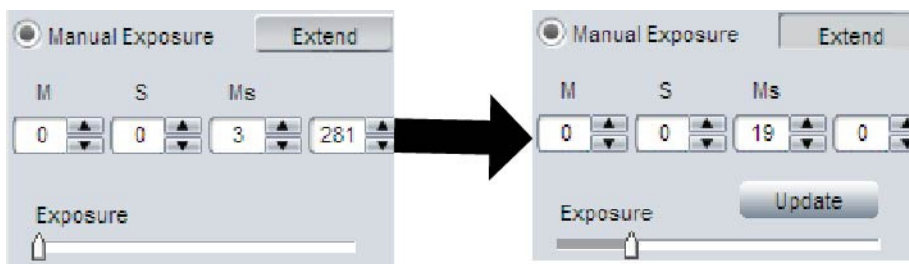 Manual Exposure Extend
M S Ms
0 0 3 281
Exposure
Manual Exposure Extend
M S Ms
0 0 19 0
Update
Exposure